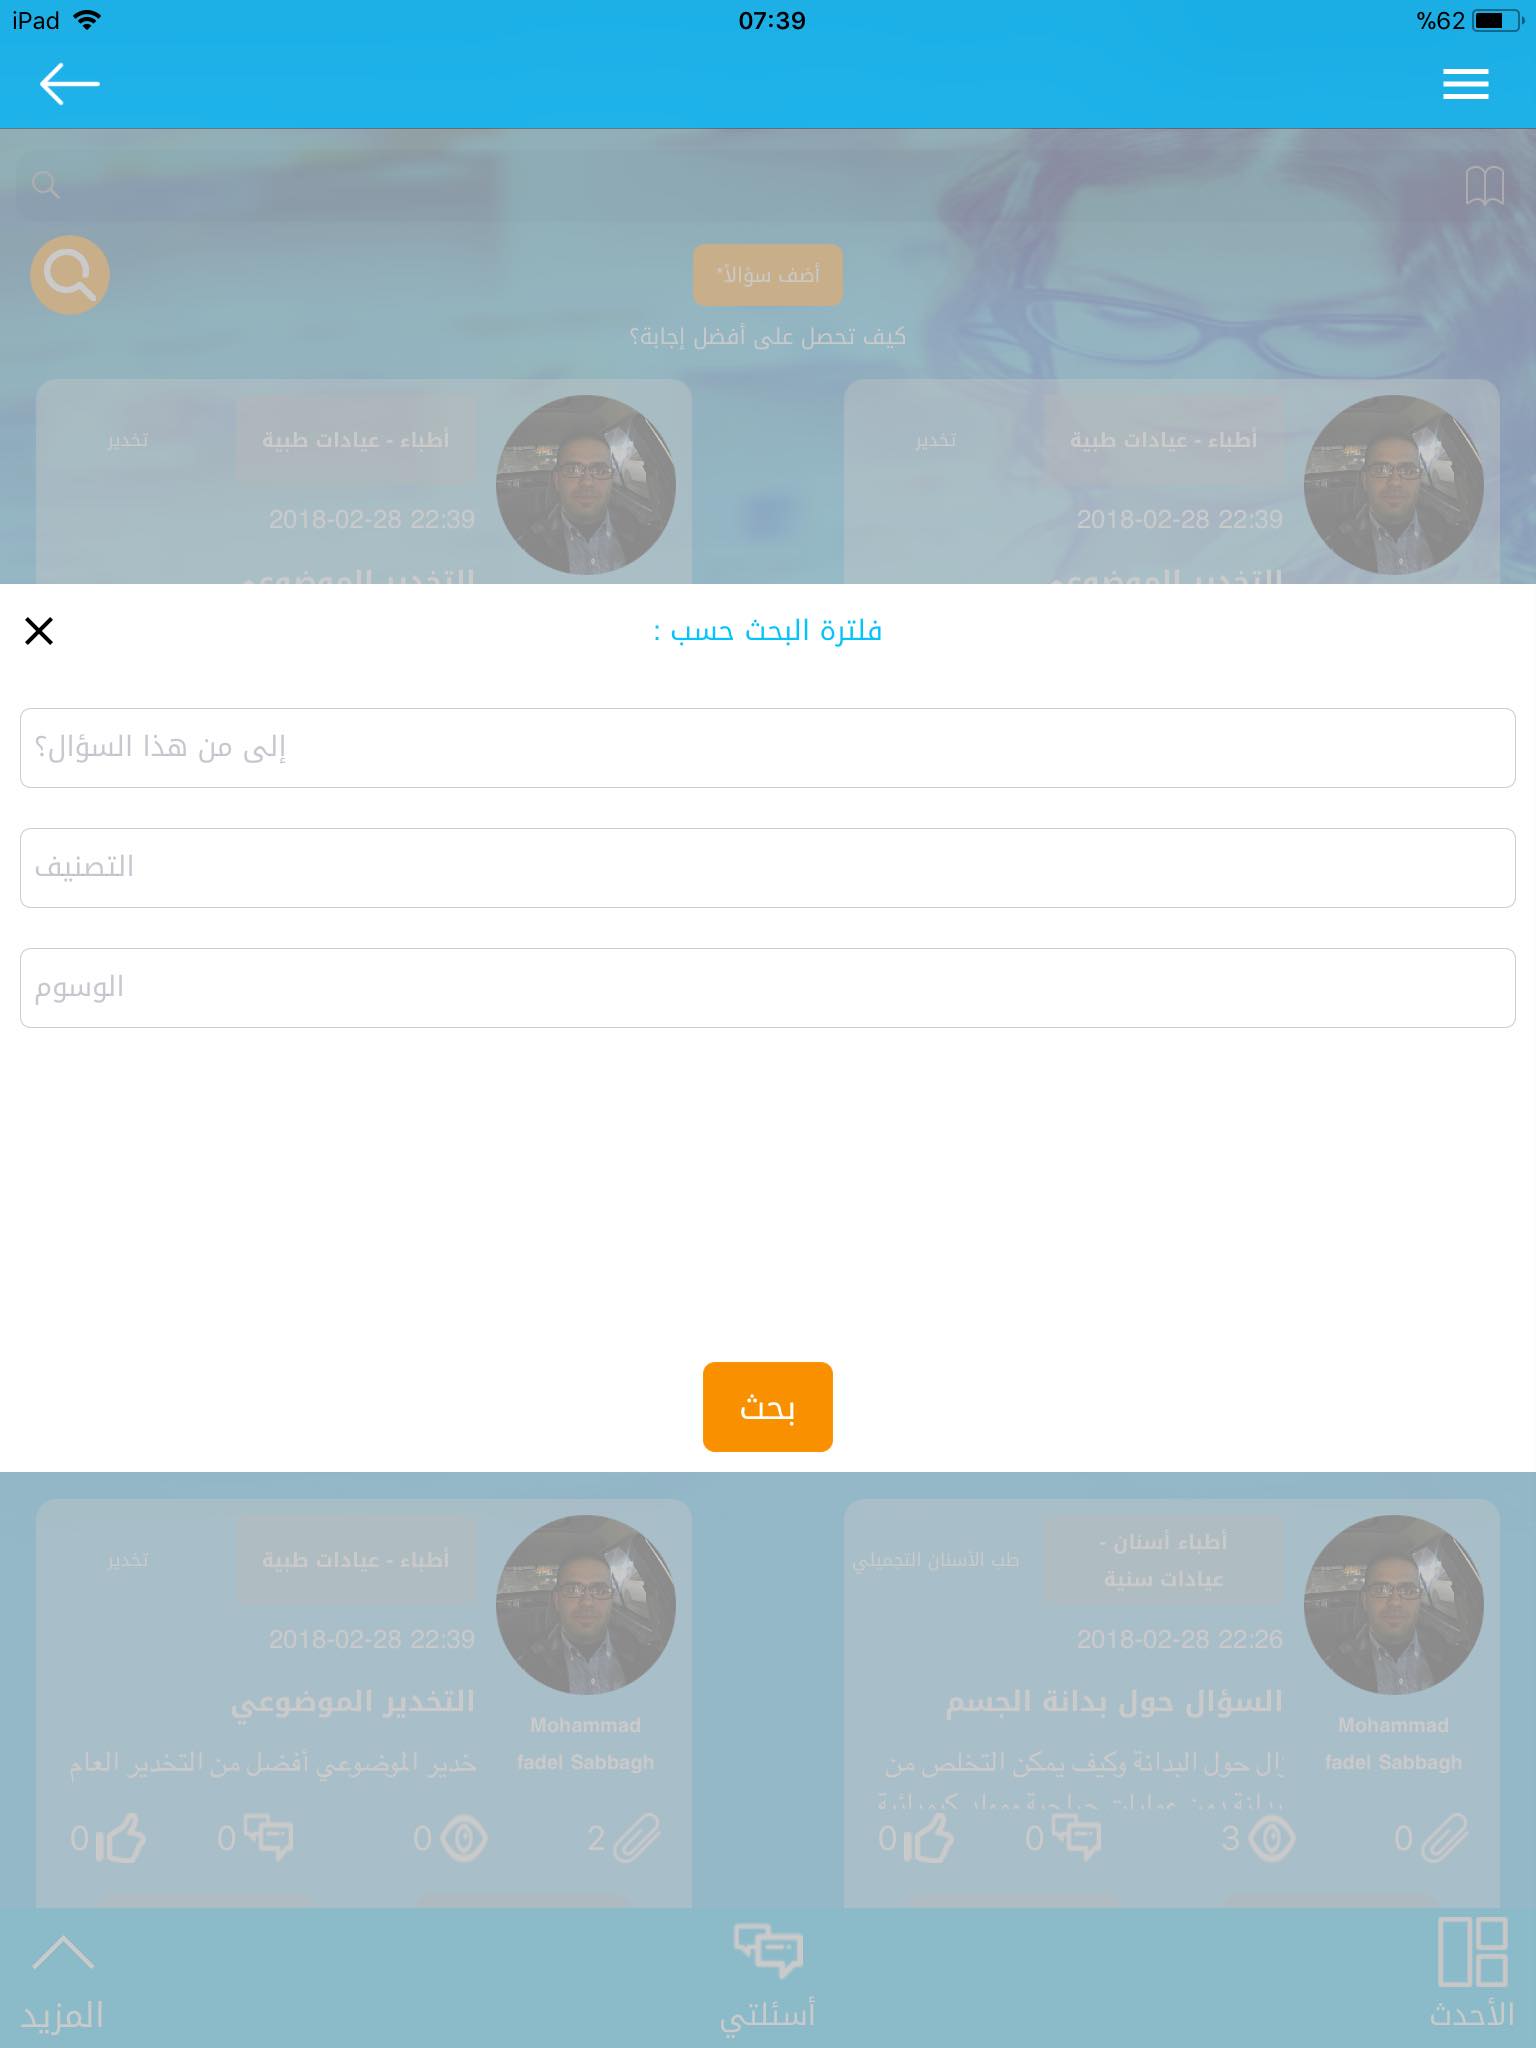 iPad 07:39 %62
أضف سؤالاً*
كيف تحصل على أفضل إجابة؟
أطباء - عيادات طبية
تخدير
2018-02-28 22:39
التخدير الموضوعي
أطباء - عيادات طبية
تخدير
2018-02-28 22:39
التخدير الموضوعي
فلترة البحث حسب :
إلى من هذا السؤال؟
التصنيف
الوسوم
بحث
أطباء أسنان -
عيادات سنية
طب الأسنان التجميلي
2018-02-28 22:26
السؤال حول بدانة الجسم
Mohammad
fadel Sabbagh
حول البدانة وكيف يمكن التخلص من
0 3 0 0
أطباء - عيادات طبية
تخدير
2018-02-28 22:39
التخدير الموضوعي
Mohammad
fadel Sabbagh
خدير الموضوعي أفضل من التخدير العام
2 0 0 0
الأحدث
أسئلتي
المزيد